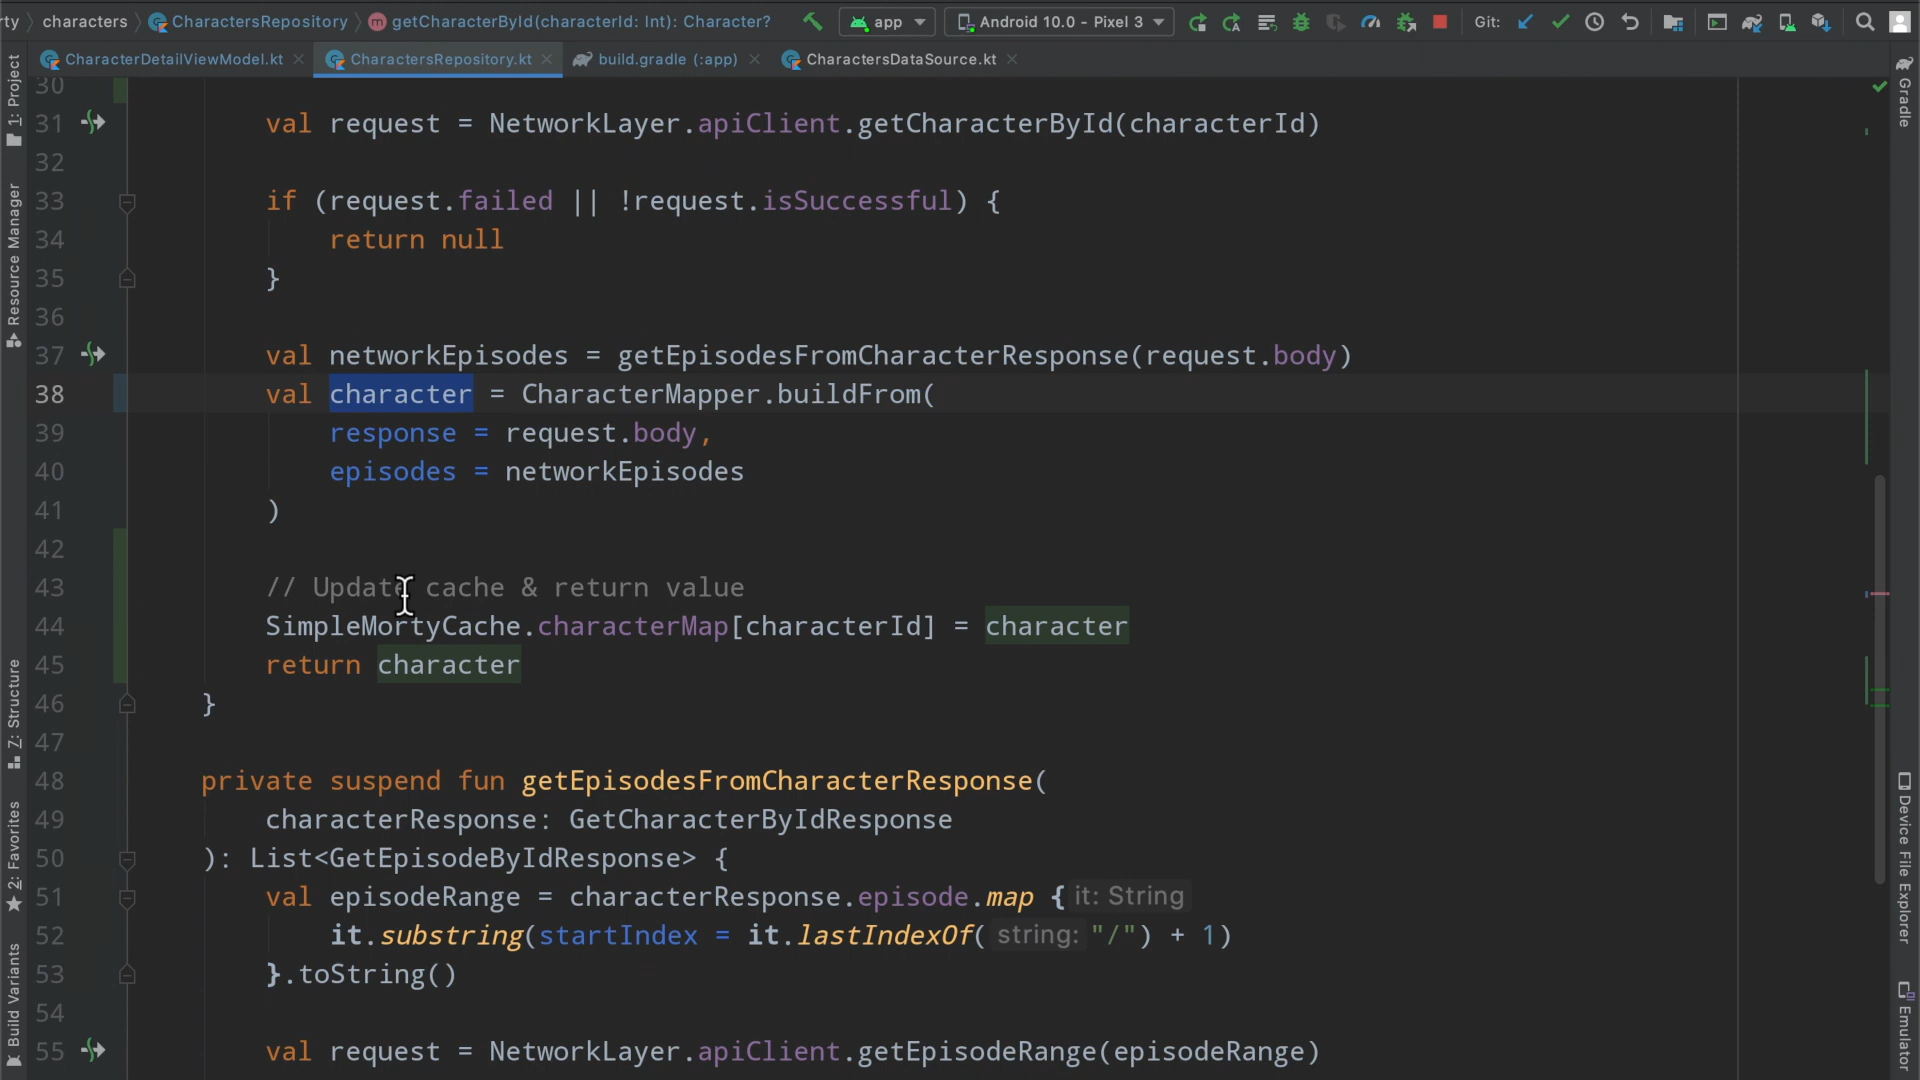 rty characters CharactersRepository getCharacterById(characterId: Int): Character? app Android 10.0 - Pixel 3 Git:
CharacterDetailViewModel.kt CharactersRepository.kt build.gradle (:app) CharactersDataSource.kt
1: Project
Resource Manager
Z: Structure
2: Favorites
Build Variants
30
31 val request = NetworkLayer.apiClient.getCharacterById(characterId)
32
33 if (request.failed || !request.isSuccessful) {
34 return null
35 }
36
37 val networkEpisodes = getEpisodesFromCharacterResponse(request.body)
38 val character = CharacterMapper.buildFrom(
39 response = request.body,
40 episodes = networkEpisodes
41 )
42
43 // Update cache & return value
44 SimpleMortyCache.characterMap[characterId] = character
45 return character
46 }
47
48 private suspend fun getEpisodesFromCharacterResponse(
49 characterResponse: GetCharacterByIdResponse
50 ): List<GetEpisodeByIdResponse> {
51 val episodeRange = characterResponse.episode.map { it: String
52 it.substring(startIndex = it.lastIndexOf( string: "/") + 1)
53 }.toString()
54
55 val request = NetworkLayer.apiClient.getEpisodeRange(episodeRange)
Gradle
Device File Explorer
Emulator